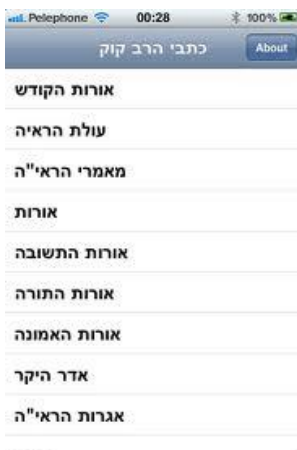 Pelephone 00:28 100%
כתבי הרב קוק About
אורות הקודש
עולת הראיה
מאמרי הראי"ה
אורות
אורות התשובה
אורות התורה
אורות האמונה
אדר היקר
אגרות הראי"ה